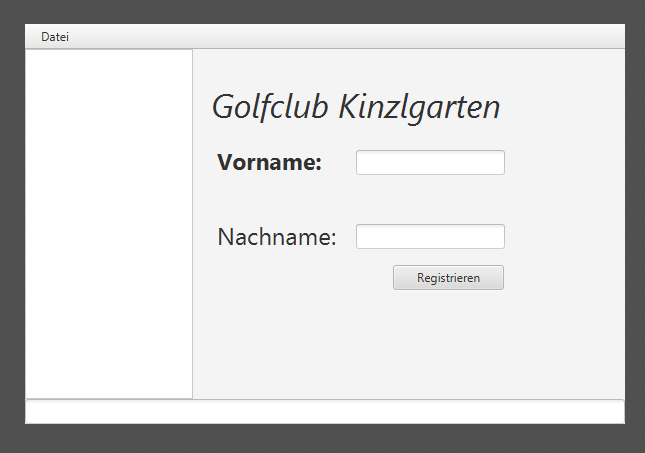 Datei
Golfclub Kinzlgarten
Vorname:
Nachname:
Registrieren